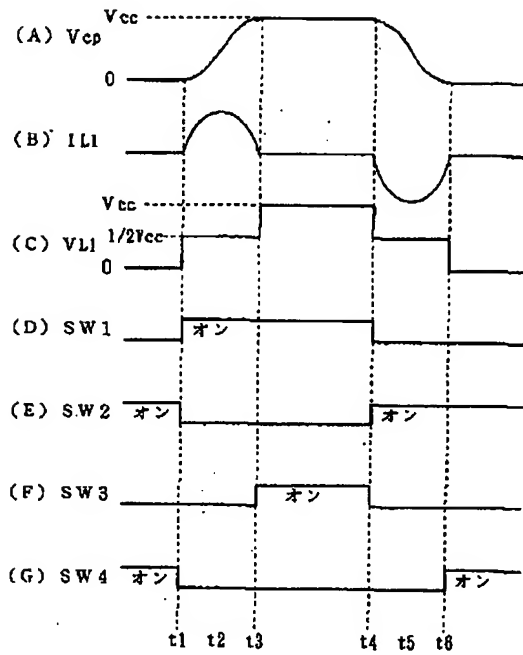 Vcc
(A) Vcp
0
(B) IL1
Vcc
1/2Vcc
(C) VL1
0
(D) SW1 オン
(E) SW2 オン オン
(F) SW3 オン
(G) SW4 オン オン
t1 t2 t3 t4 t5 t6